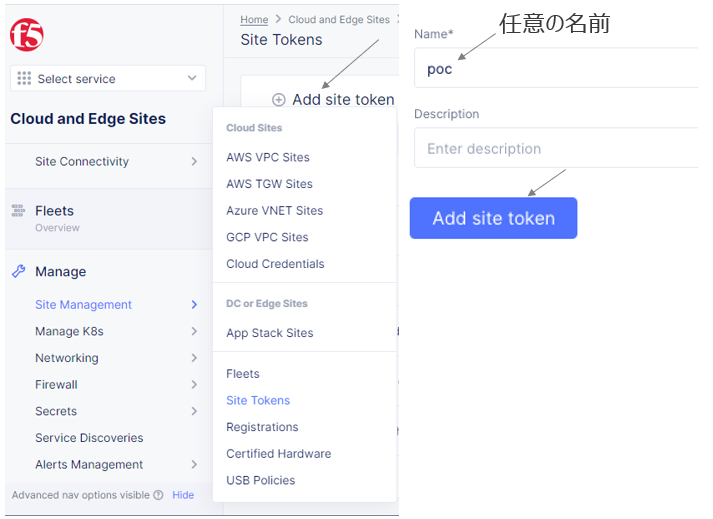 f5
Select service
Cloud and Edge Sites
Site Connectivity
Fleets
Overview
Manage
Site Management
Manage K8s
Networking
Firewall
Secrets
Service Discoveries
Alerts Management
Advanced nav options visible
Hide
Home > Cloud and Edge Sites >
Site Tokens
Add site token
Cloud Sites
AWS VPC Sites
AWS TGW Sites
Azure VNET Sites
GCP VPC Sites
Cloud Credentials
DC or Edge Sites
App Stack Sites
Fleets
Site Tokens
Registrations
Certified Hardware
USB Policies
任意の名前
Name*
poc
Description
Enter description
Add site token